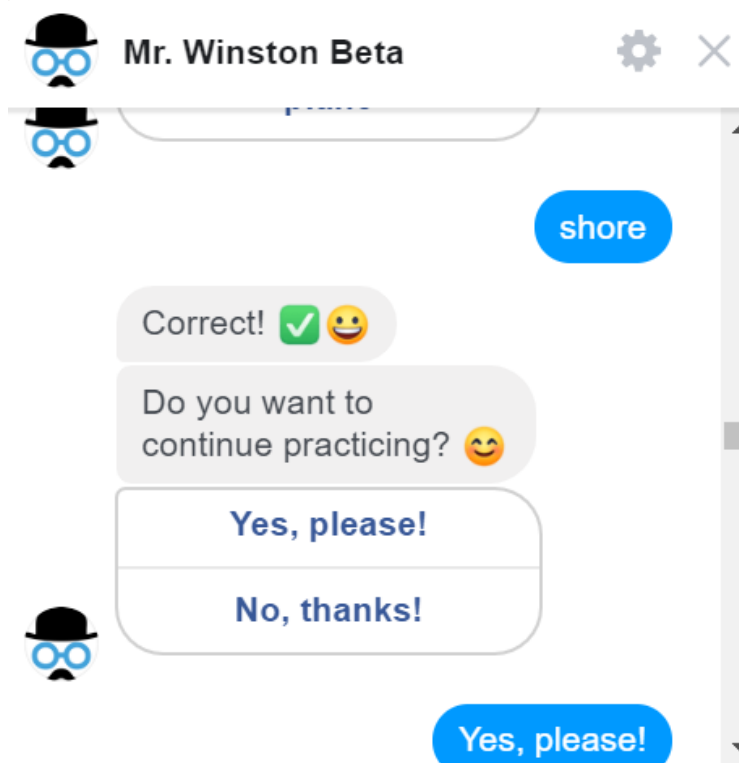 Mr. Winston Beta
shore
Correct! ✅😀
Do you want to
continue practicing? 😊
Yes, please!
No, thanks!
Yes, please!